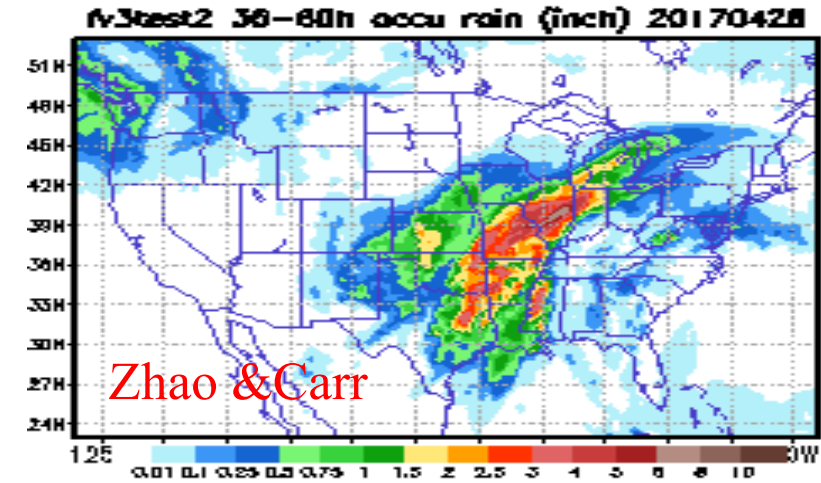 fv3test2 36-60h accu rain (inch) 20170428
51N
48N
45N
42N
39N
36N
33N
30N
27N
24N
Zhao &Carr
125
0W
0.01 0.1 0.25 0.5 0.75 1 1.5 2 2.5 3 4 5 6 8 10